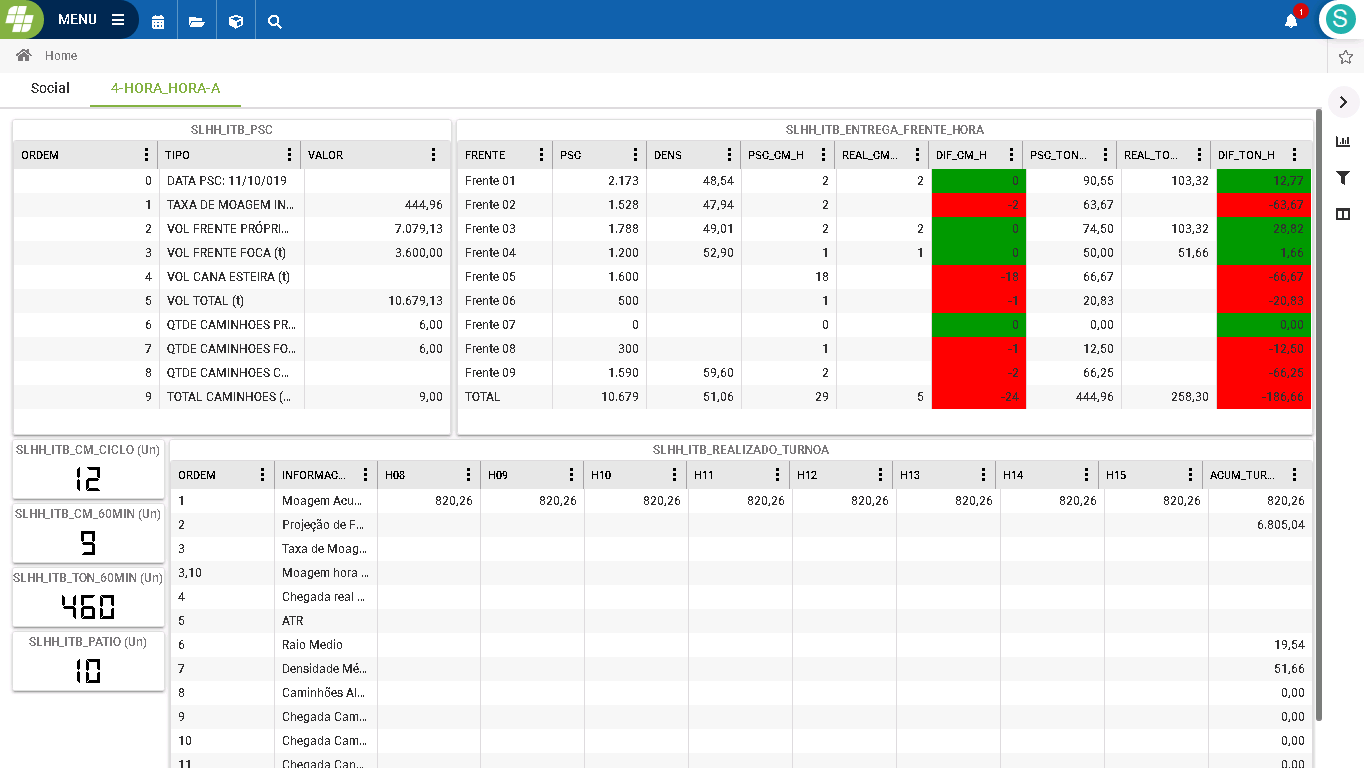 MENU
1
S
Home
Social 4-HORA_HORA-A
SLHH_ITB_PSC
ORDEM TIPO VALOR
0 DATA PSC: 11/10/019
1 TAXA DE MOAGEM IN... 444,96
2 VOL FRENTE PRÓPRI... 7.079,13
3 VOL FRENTE FOCA (t) 3.600,00
4 VOL CANA ESTEIRA (t)
5 VOL TOTAL (t) 10.679,13
6 QTDE CAMINHOES PR... 6,00
7 QTDE CAMINHOES FO... 6,00
8 QTDE CAMINHOES C...
9 TOTAL CAMINHOES (... 9,00
SLHH_ITB_ENTREGA_FRENTE_HORA
FRENTE PSC DENS PSC_CM_H REAL_CM... DIF_CM_H PSC_TON... REAL_TO... DIF_TON_H
Frente 01 2.173 48,54 2 2 0 90,55 103,32 12,77
Frente 02 1.528 47,94 2 -2 63,67 -63,67
Frente 03 1.788 49,01 2 2 0 74,50 103,32 28,82
Frente 04 1.200 52,90 1 1 0 50,00 51,66 1,66
Frente 05 1.600 18 -18 66,67 -66,67
Frente 06 500 1 -1 20,83 -20,83
Frente 07 0 0 0 0,00 0,00
Frente 08 300 1 -1 12,50 -12,50
Frente 09 1.590 59,60 2 -2 66,25 -66,25
TOTAL 10.679 51,06 29 5 -24 444,96 258,30 -186,66
SLHH_ITB_CM_CICLO (Un)
12
SLHH_ITB_CM_60MIN (Un)
9
SLHH_ITB_TON_60MIN (Un)
460
SLHH_ITB_PATIO (Un)
10
SLHH_ITB_REALIZADO_TURNOA
ORDEM INFORMAC... H08 H09 H10 H11 H12 H13 H14 H15 ACUM_TUR...
1 Moagem Acu... 820,26 820,26 820,26 820,26 820,26 820,26 820,26 820,26 820,26
2 Projeção de F... 6.805,04
3 Taxa de Moag...
3,10 Moagem hora ...
4 Chegada real ...
5 ATR
6 Raio Medio 19,54
7 Densidade Mé... 51,66
8 Caminhões Al... 0,00
9 Chegada Cam... 0,00
10 Chegada Cam... 0,00
11 Chegada Can... 0,00